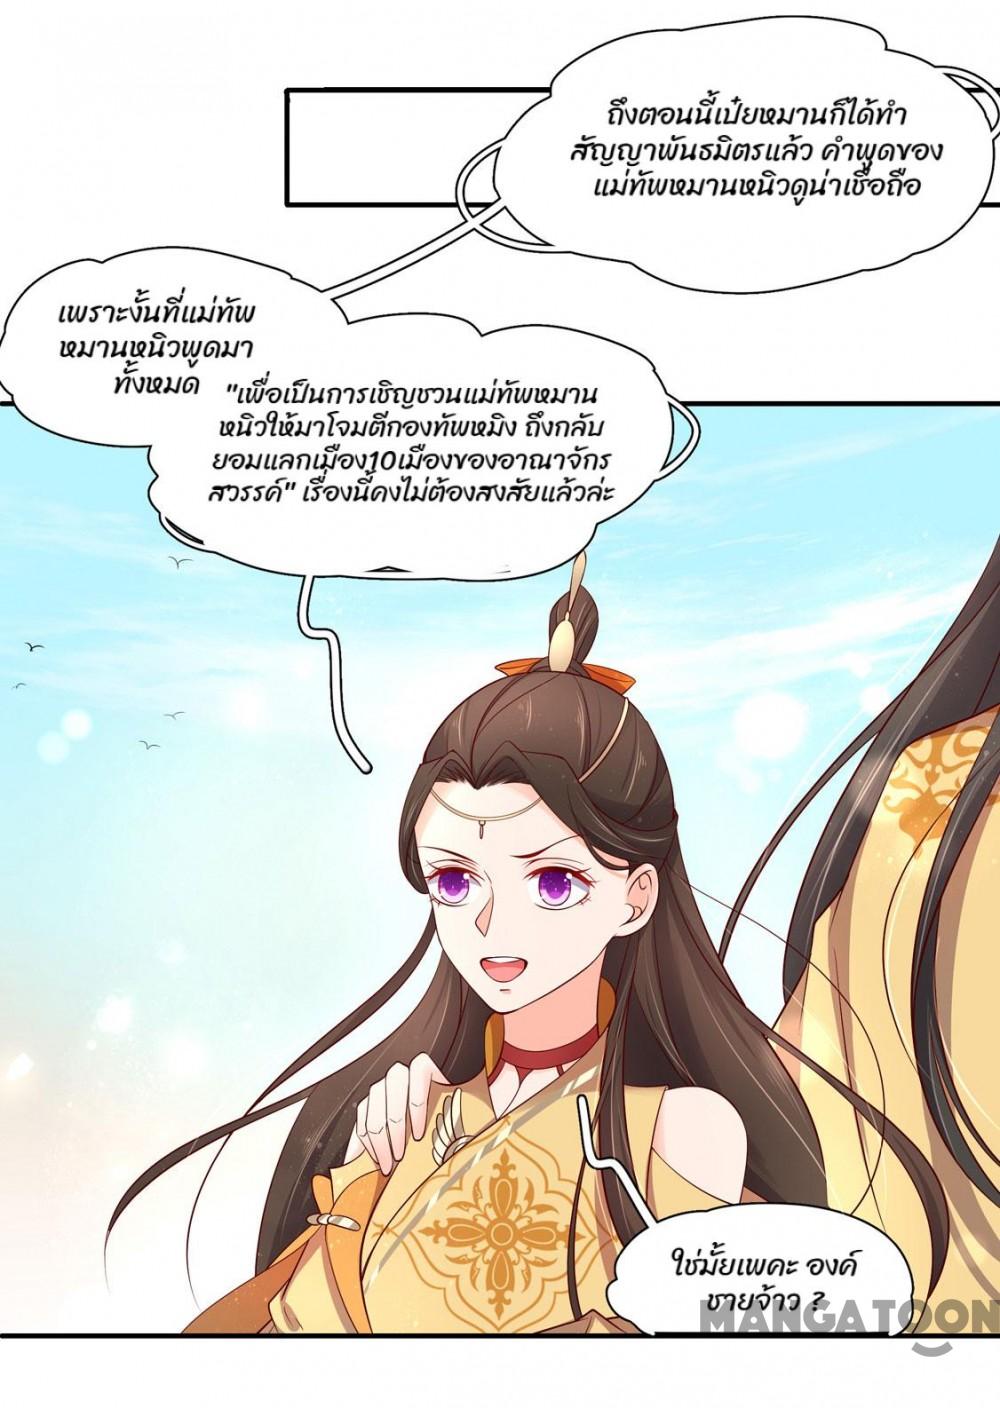 ถึงตอนนี้เป๋ยหมานก็ได้ทำ
สัญญาพันธมิตรแล้ว คำพูดของ
แม่ทัพหมานหนิวดูน่าเชื่อถือ
เพราะงั้นที่แม่ทัพ
หมานหนิวพูดมา
ทั้งหมด
"เพื่อเป็นการเชิญชวนแม่ทัพหมาน
หนิวให้มาโจมตีกองทัพหมิง ถึงกลับ
ยอมแลกเมือง10เมืองของอาณาจักร
สวรรค์" เรื่องนี้คงไม่ต้องสงสัยแล้วล่ะ
ใช่มั้ยเพคะ องค์
ชายจ้าว ?
MANGATOON